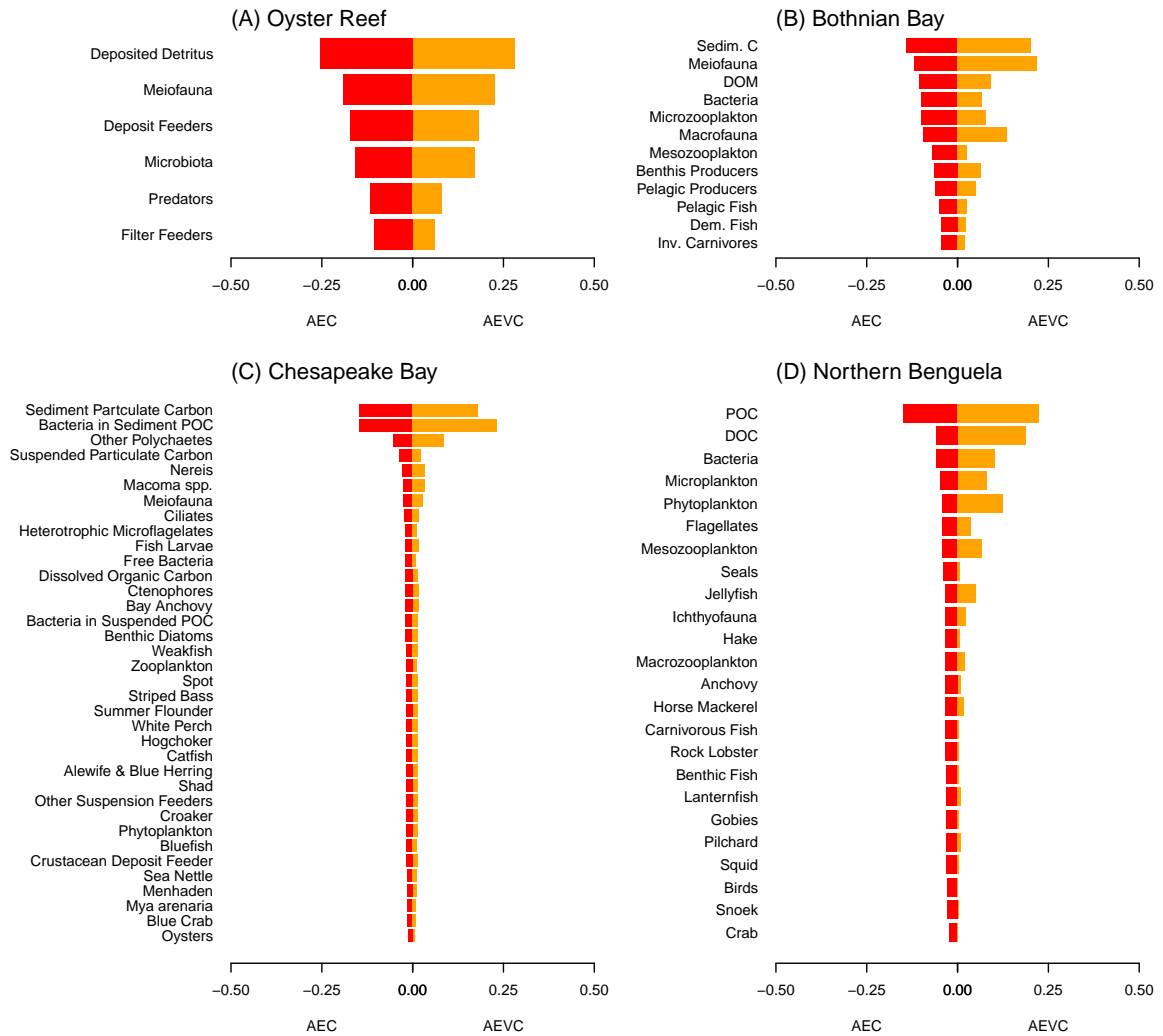 (A) Oyster Reef
Deposited Detritus
Meiofauna
Deposit Feeders
Microbiota
Predators
Filter Feeders
−0.50 −0.25 0.00 0.00 0.25 0.50
AEC AEVC
(B) Bothnian Bay
Sedim. C
Meiofauna
DOM
Bacteria
Microzooplakton
Macrofauna
Mesozooplakton
Benthis Producers
Pelagic Producers
Pelagic Fish
Dem. Fish
Inv. Carnivores
−0.50 −0.25 0.00 0.00 0.25 0.50
AEC AEVC
(C) Chesapeake Bay
Sediment Partculate Carbon
Bacteria in Sediment POC
Other Polychaetes
Suspended Particulate Carbon
Nereis
Macoma spp.
Meiofauna
Ciliates
Heterotrophic Microflagelates
Fish Larvae
Free Bacteria
Dissolved Organic Carbon
Ctenophores
Bay Anchovy
Bacteria in Suspended POC
Benthic Diatoms
Weakfish
Zooplankton
Spot
Striped Bass
Summer Flounder
White Perch
Hogchoker
Catfish
Alewife & Blue Herring
Shad
Other Suspension Feeders
Croaker
Phytoplankton
Bluefish
Crustacean Deposit Feeder
Sea Nettle
Menhaden
Mya arenaria
Blue Crab
Oysters
−0.50 −0.25 0.00 0.00 0.25 0.50
AEC AEVC
(D) Northern Benguela
POC
DOC
Bacteria
Microplankton
Phytoplankton
Flagellates
Mesozooplankton
Seals
Jellyfish
Ichthyofauna
Hake
Macrozooplankton
Anchovy
Horse Mackerel
Carnivorous Fish
Rock Lobster
Benthic Fish
Lanternfish
Gobies
Pilchard
Squid
Birds
Snoek
Crab
−0.50 −0.25 0.00 0.00 0.25 0.50
AEC AEVC